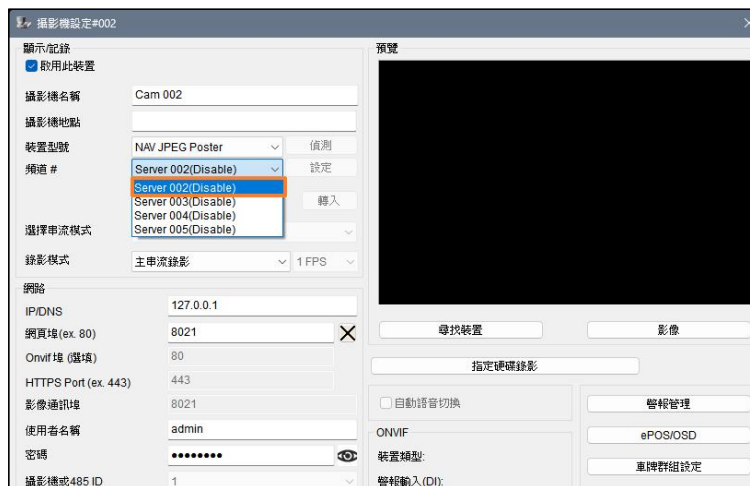 攝影機設定#002
顯示/記錄
啟用此裝置
攝影機名稱 Cam 002
攝影機地點
裝置型號 NAV JPEG Poster 偵測
頻道 # Server 002(Disable) 設定
Server 002(Disable)
Server 003(Disable)
轉入
Server 004(Disable)
Server 005(Disable)
選擇串流模式
錄影模式 主串流錄影 1 FPS
網路
IP/DNS 127.0.0.1
網頁埠(ex. 80) 8021
Onvif 埠 (選填) 80
HTTPS Port (ex. 443) 443
影像通訊埠 8021
使用者名稱 admin
密碼 ••••••••
攝影機或485 ID 1
預覽
尋找裝置 影像
指定硬碟錄影
自動語音切換
警報管理
ONVIF
ePOS/OSD
裝置類型:
車牌群組設定
警報輸入(DI):